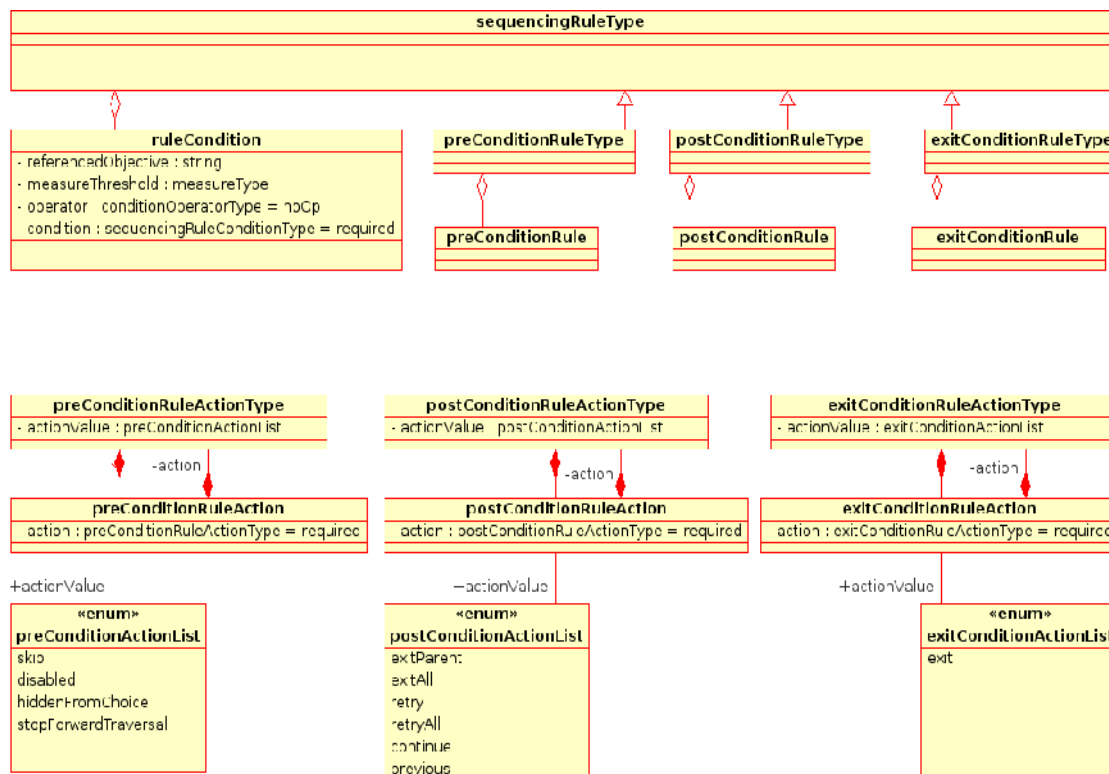 sequencingRuleType
ruleCondition
- referencedObjective : string
- measureThreshold : measureType
- operator conditionOperatorType = noOp
condition : sequencingRuleConditionType = required
preConditionRuleType
postConditionRuleType
exitConditionRuleType
preConditionRule
postConditionRule
exitConditionRule
preConditionRuleActionType
- actionValue : preConditionActionList
postConditionRuleActionType
- actionValue postConditionActionList
exitConditionRuleActionType
- actionValue : exitConditionActionList
-action
-action
-action
preConditionRuleAction
action : preConditionRuleActionType = required
postConditionRuleAction
action : postConditionRuleActionType = required
exitConditionRuleAction
action : exitConditionRuleActionType = required
+actionValue
+actionValue
+actionValue
«enum»
preConditionActionList
skip
disabled
hiddenFromChoice
stopForwardTraversal
«enum»
postConditionActionList
exitParent
exitAll
retry
retryAll
continue
previous
«enum»
exitConditionActionList
exit